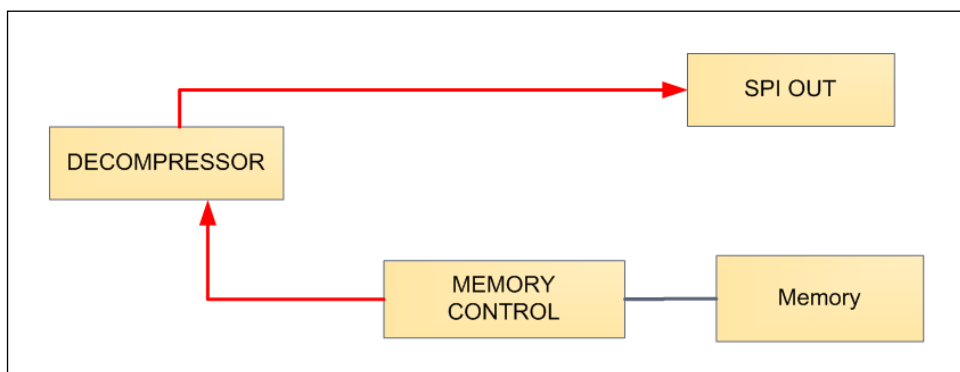 SPI OUT
DECOMPRESSOR
MEMORY
CONTROL
Memory